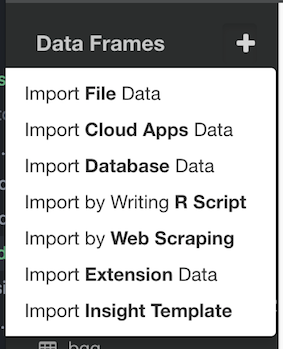 Data Frames +
Import File Data
Import Cloud Apps Data
Import Database Data
Import by Writing R Script
Import by Web Scraping
Import Extension Data
Import Insight Template